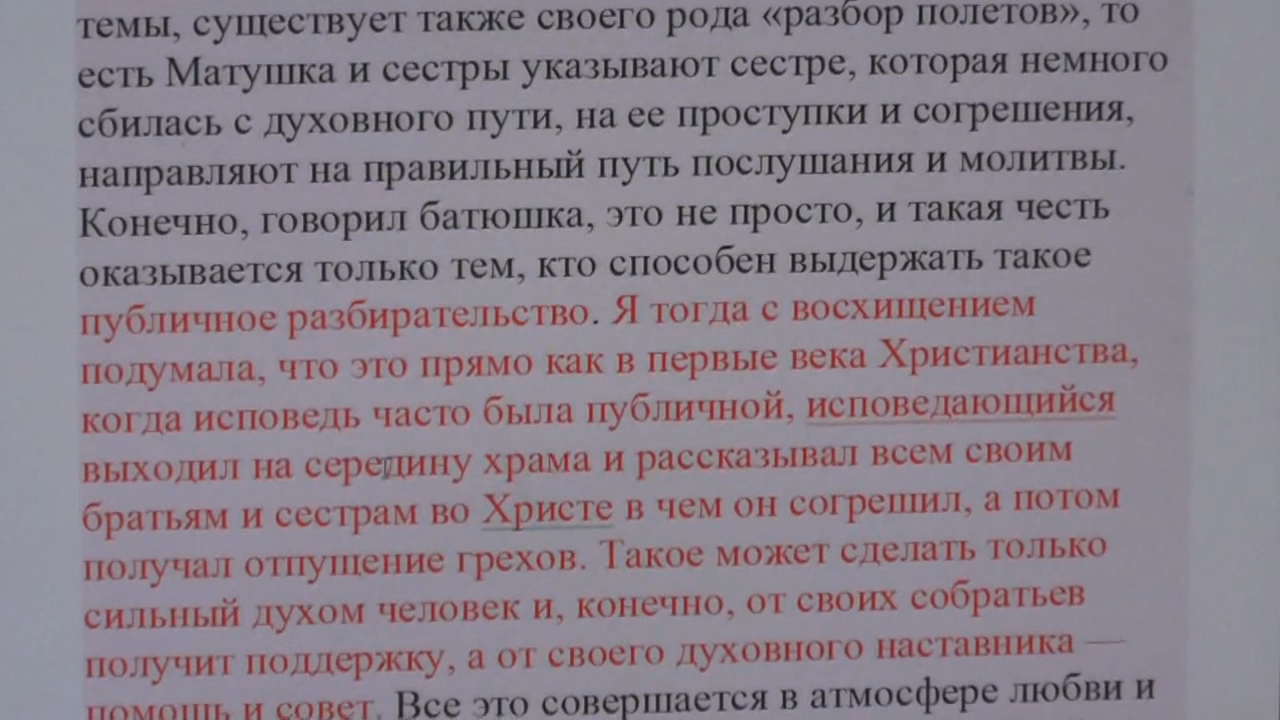 темы, существует также своего рода «разбор полетов», то
есть Матушка и сестры указывают сестре, которая немного
сбилась с духовного пути, на ее проступки и согрешения,
направляют на правильный путь послушания и молитвы.
Конечно, говорил батюшка, это не просто, и такая честь
оказывается только тем, кто способен выдержать такое
публичное разбирательство. Я тогда с восхищением
подумала, что это прямо как в первые века Христианства,
когда исповедь часто была публичной, исповедающийся
выходил на середину храма и рассказывал всем своим
братьям и сестрам во Христе в чем он согрешил, а потом
получал отпущение грехов. Такое может сделать только
сильный духом человек и, конечно, от своих собратьев
получит поддержку, а от своего духовного наставника —
помощь и совет. Все это совершается в атмосфере любви и